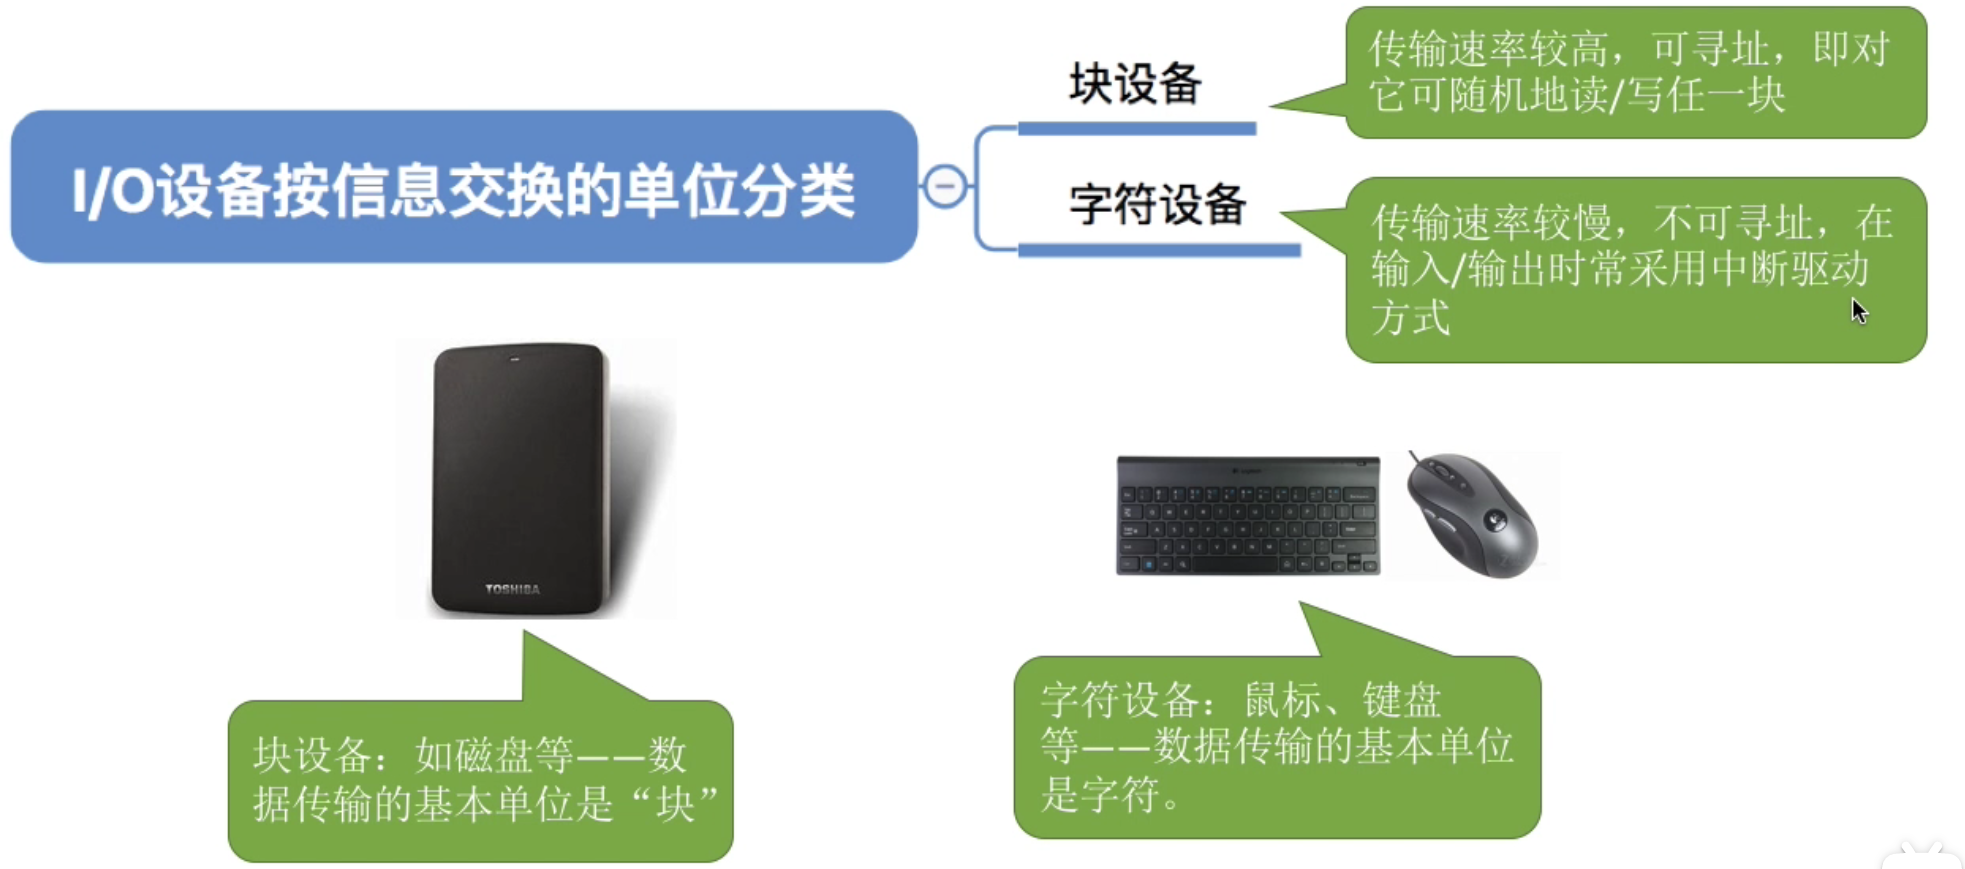 I/O设备按信息交换的单位分类
块设备
传输速率较高，可寻址，即对
它可随机地读/写任一块
字符设备
传输速率较慢，不可寻址，在
输入/输出时常采用中断驱动
方式
TOSHIBA
块设备：如磁盘等——数
据传输的基本单位是“块”
字符设备：鼠标、键盘
等——数据传输的基本单位
是字符。